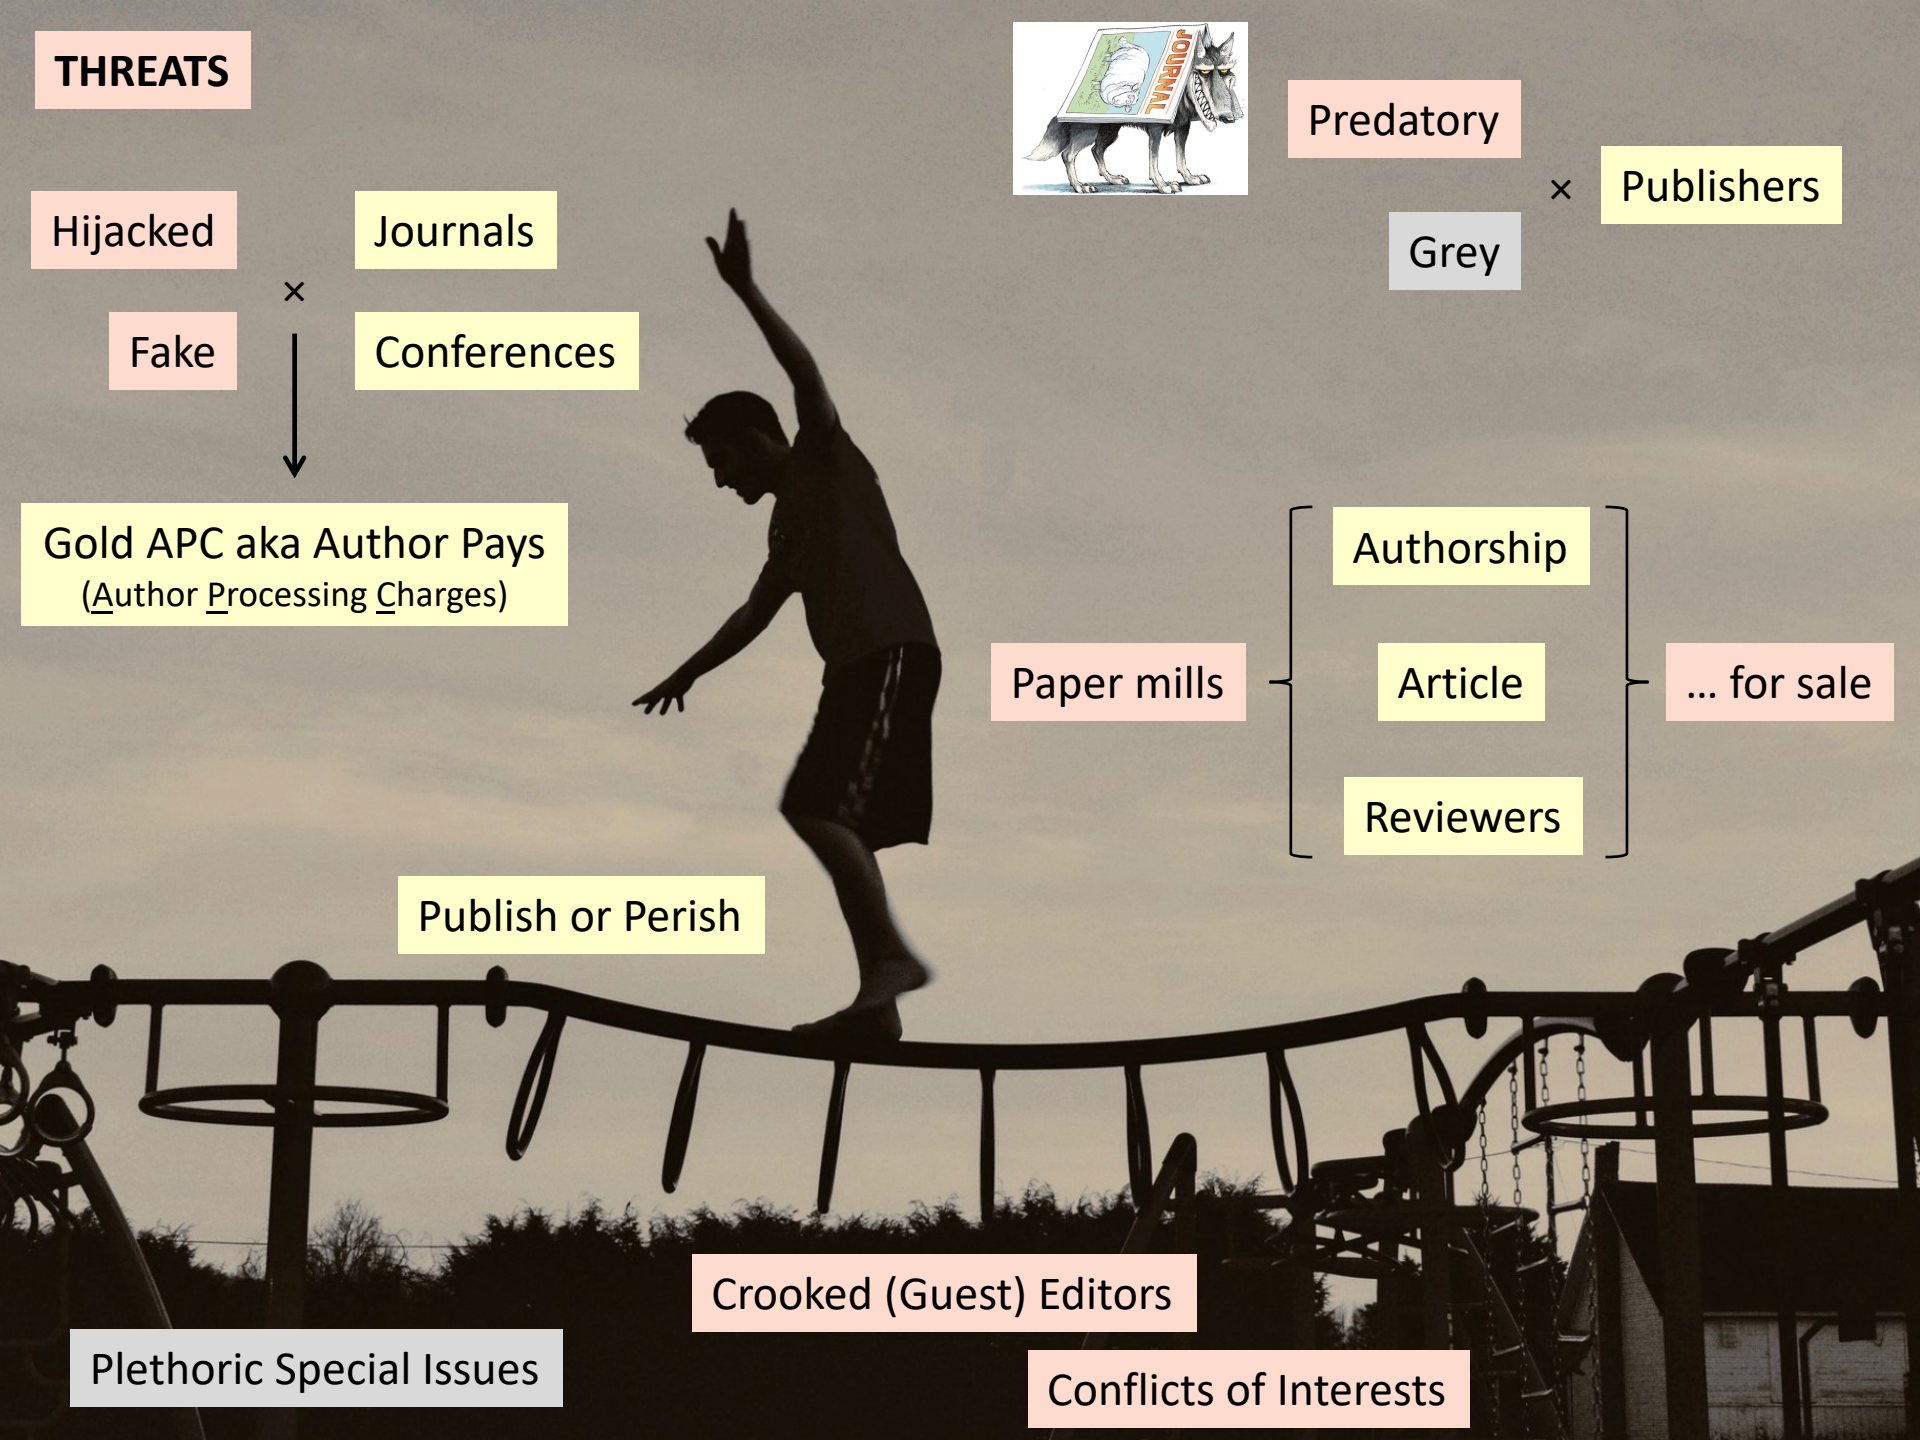 THREATS
JOURNAL
Predatory
×
Publishers
Grey
Hijacked
Journals
×
Fake
Conferences
Gold APC aka Author Pays
(Author Processing Charges)
Authorship
Paper mills
Article
... for sale
Reviewers
Publish or Perish
Crooked (Guest) Editors
Plethoric Special Issues
Conflicts of Interests